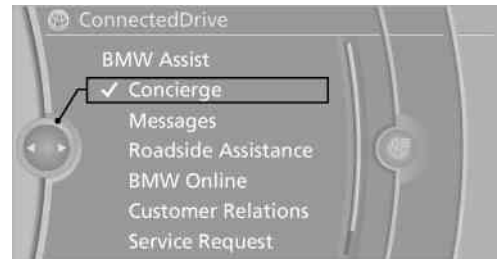 ConnectedDrive
BMW Assist
✓ Concierge
Messages
Roadside Assistance
BMW Online
Customer Relations
Service Request